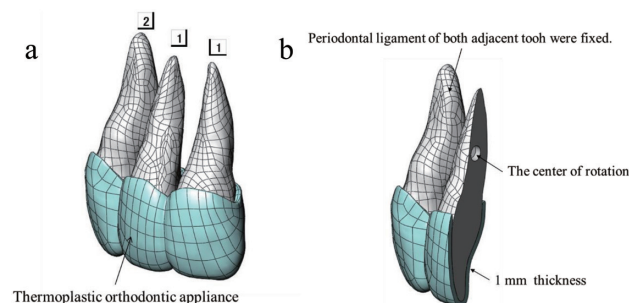 a
2
1
1
Thermoplastic orthodontic appliance
b
Periodontal ligament of both adjacent tooh were fixed.
The center of rotation
1 mm thickness